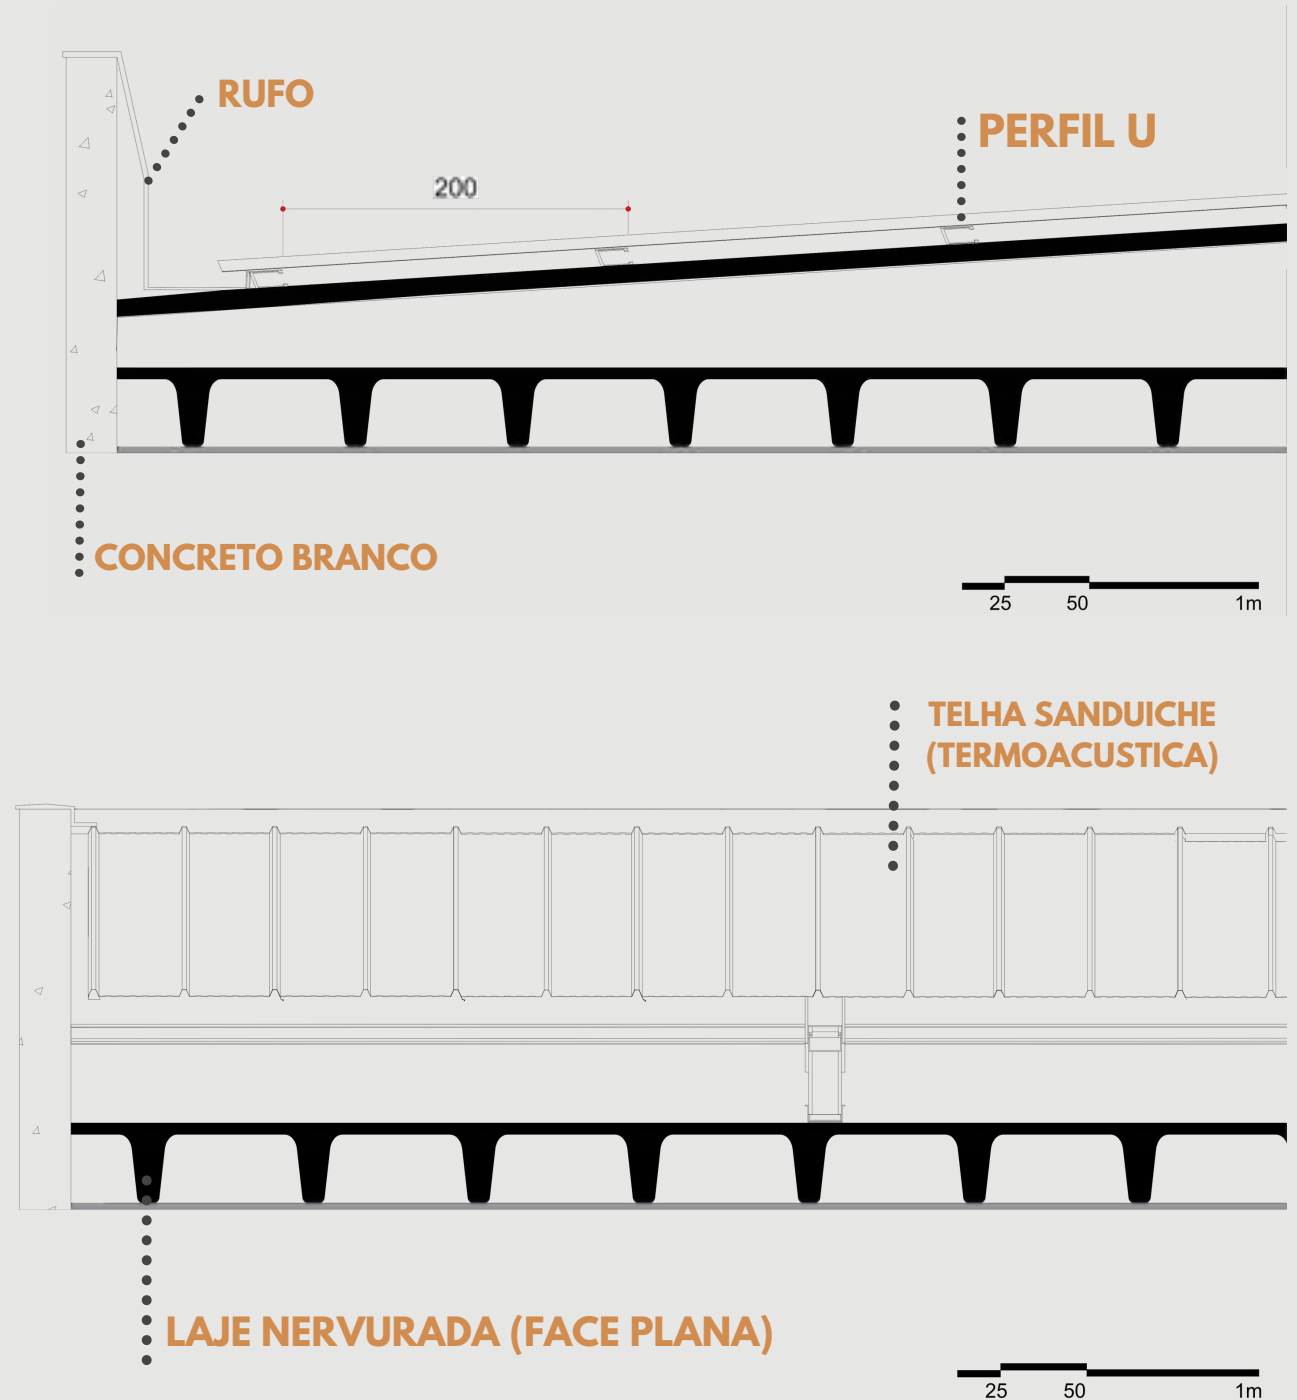 RUFO
PERFIL U
200
CONCRETO BRANCO
25 50 1m
TELHA SANDUICHE
(TERMOACUSTICA)
LAJE NERVURADA (FACE PLANA)
25 50 1m